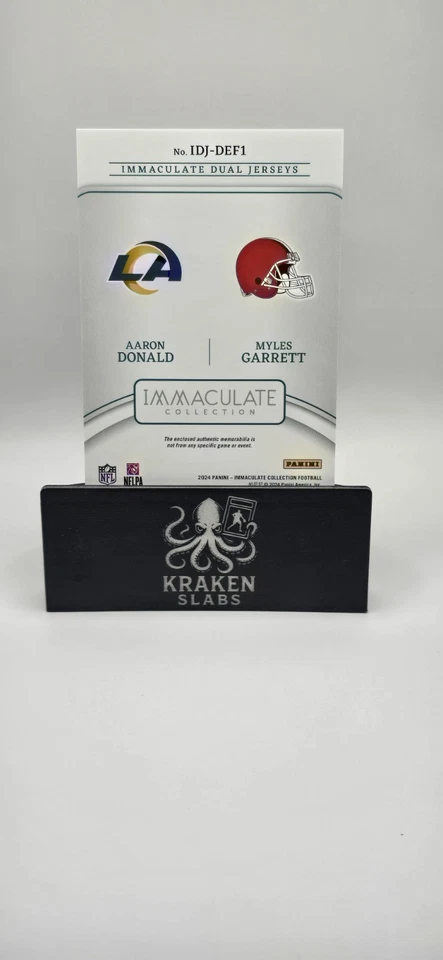 No. IDJ-DEF1
IMMACULATE DUAL JERSEYS
LA
AARON DONALD
MYLES GARRETT
IMMACULATE
COLLECTION
The enclosed authentic memorabilia is
not from any specific game or event.
PANINI
NFL
NFLPA
2024 PANINI – IMMACULATE COLLECTION FOOTBALL
KRAKEN
SLABS